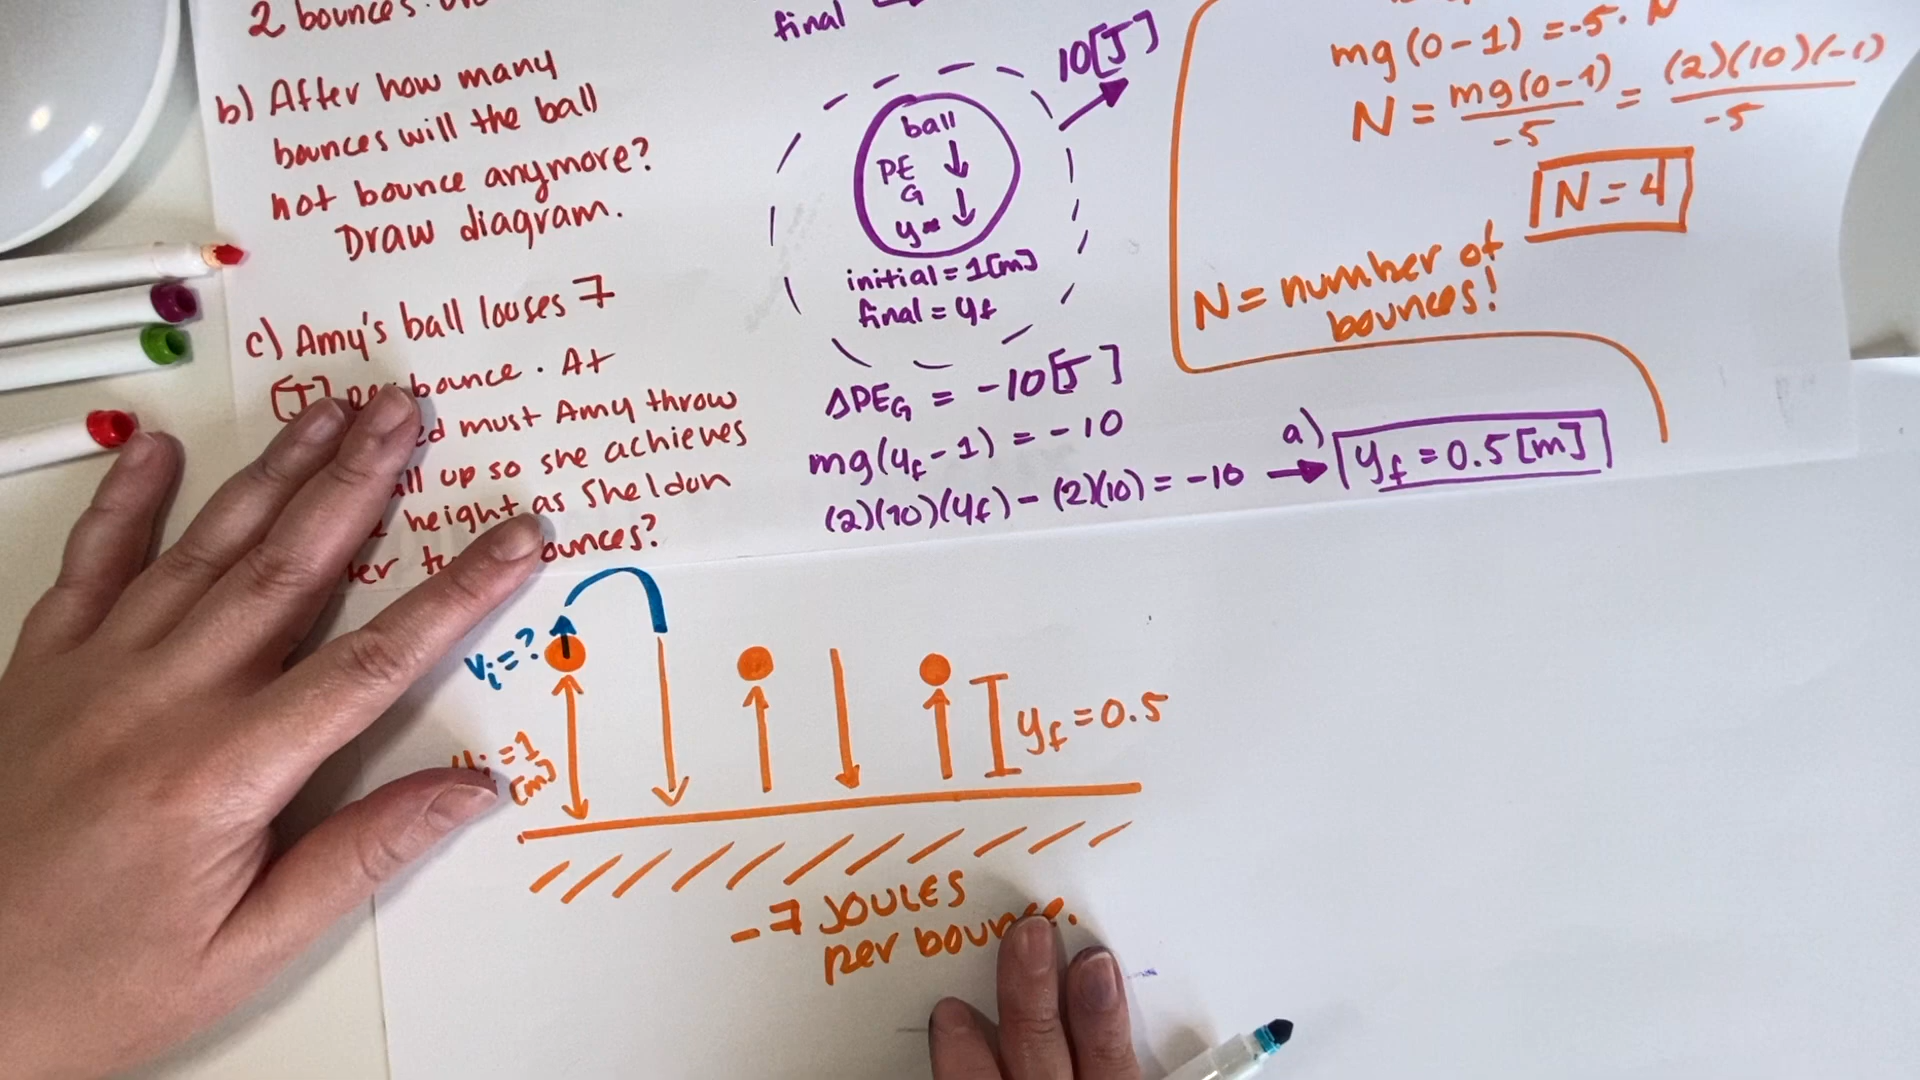 2 bounces.
b) After how many
bounces will the ball
not bounce anymore?
Draw diagram.
c) Amy's ball looses 7
[J] per bounce. At
must Amy throw
up so she achieves
height as Sheldon
bounces?
final
10[J]
ball ↓
PE
G ↓
y
initial = 1[m]
final = yf
ΔPEG = -10[J]
mg(yf - 1) = -10
(2)(10)(yf) - (2)(10) = -10 → a) yf = 0.5[m]
mg(0 - 1) = -5 · N
N = mg(0-1) / -5 = (2)(10)(-1) / -5
N = 4
N = number of
bounces!
vi = ?
= 1
[m]
yf = 0.5
- 7 JOULES
per bounce.